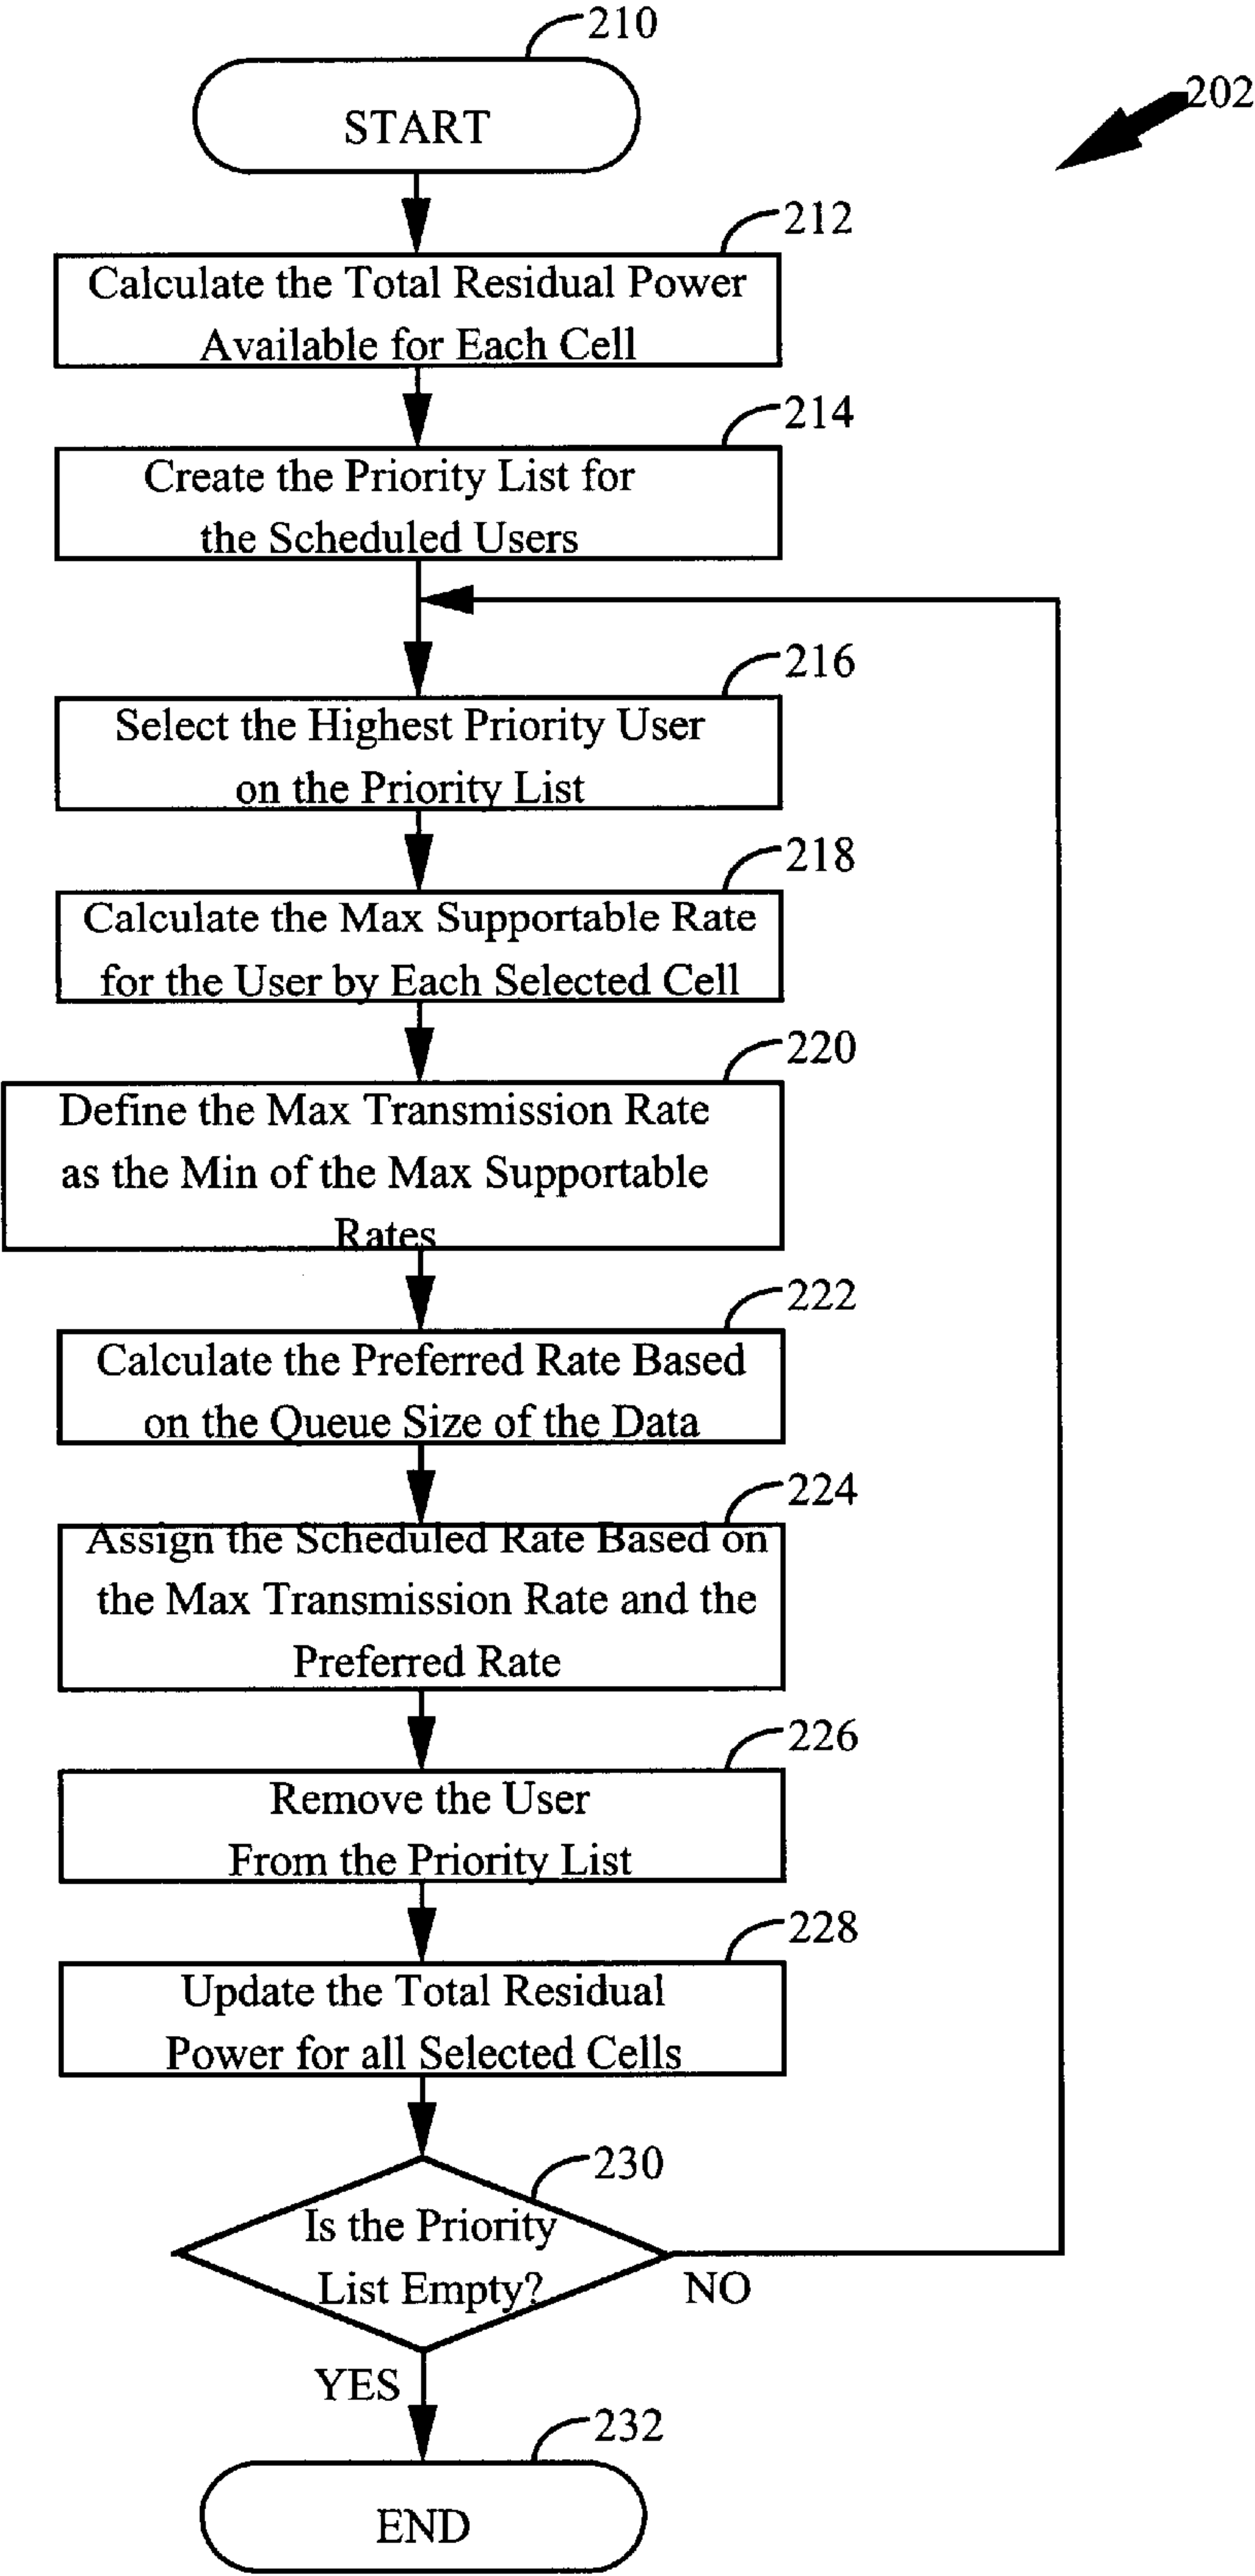 210
START
202
212
Calculate the Total Residual Power
Available for Each Cell
214
Create the Priority List for
the Scheduled Users
216
Select the Highest Priority User
on the Priority List
218
Calculate the Max Supportable Rate
for the User by Each Selected Cell
220
Define the Max Transmission Rate
as the Min of the Max Supportable
Rates
222
Calculate the Preferred Rate Based
on the Queue Size of the Data
224
Assign the Scheduled Rate Based on
the Max Transmission Rate and the
Preferred Rate
226
Remove the User
From the Priority List
228
Update the Total Residual
Power for all Selected Cells
230
Is the Priority
List Empty?
NO
YES
232
END